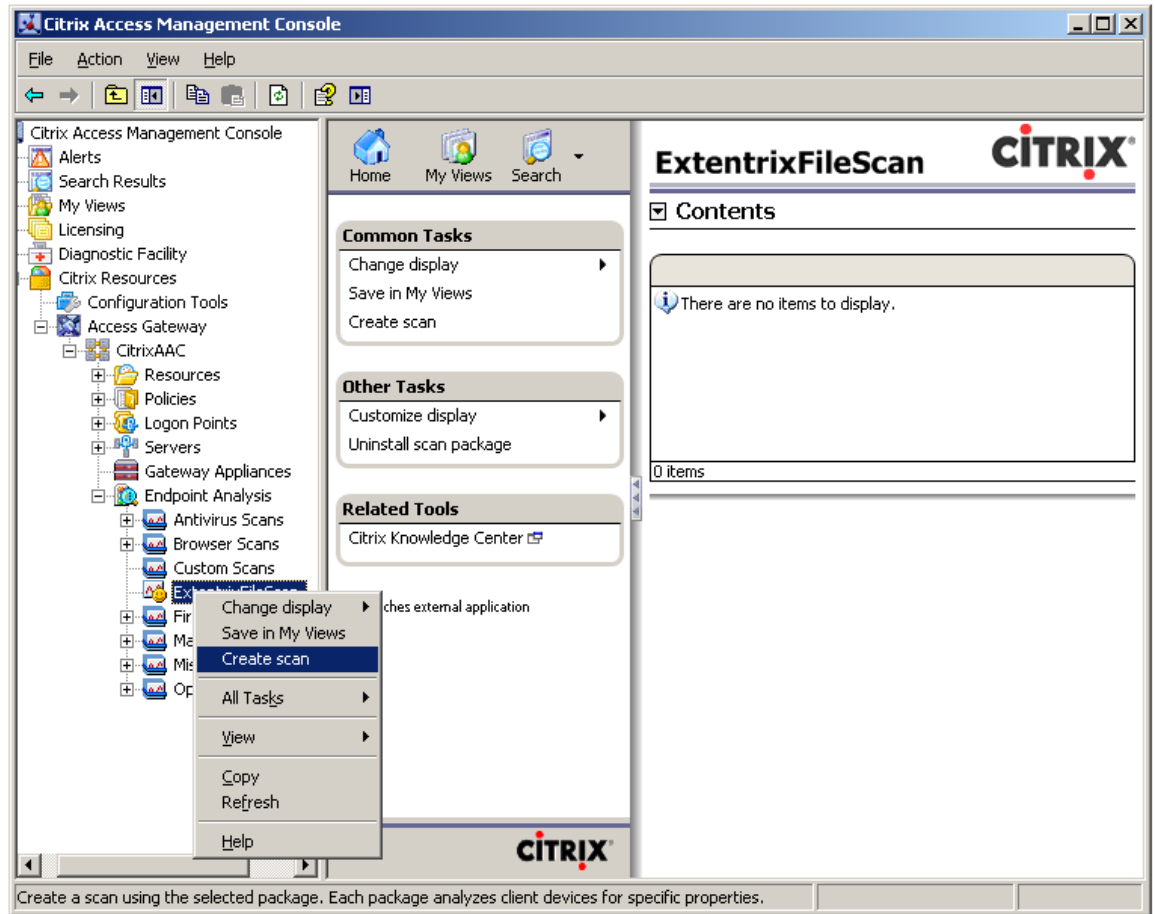 Citrix Access Management Console
File Action View Help
Citrix Access Management Console
Alerts
Search Results
My Views
Licensing
Diagnostic Facility
Citrix Resources
Configuration Tools
Access Gateway
CitrixAAC
Resources
Policies
Logon Points
Servers
Gateway Appliances
Endpoint Analysis
Antivirus Scans
Browser Scans
Custom Scans
Change display
Save in My Views
Create scan
All Tasks
View
Copy
Refresh
Help
Home My Views Search
Common Tasks
Change display
Save in My Views
Create scan
Other Tasks
Customize display
Uninstall scan package
Related Tools
Citrix Knowledge Center
ches external application
CITRIX
ExtentrixFileScan CITRIX
Contents
There are no items to display.
0 items
Create a scan using the selected package. Each package analyzes client devices for specific properties.